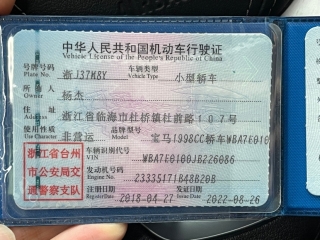 中华人民共和国机动车行驶证
Vehicle License of the People's Republic of China
号牌号码 浙J37K8Y 车辆类型 小型轿车
Plate No. Vehicle Type
所有人 杨杰
Owner
住址 浙江省临海市杜桥镇杜前路107号
Address
使用性质 非营运 品牌型号 宝马1998CC轿车WBA7E010
Use Character Model
浙江省台州 车辆识别代号 WBA7E0100JB226086
VIN
市公安局交 发动机号码 23335171B48B20B
Engine No.
通警察支队 注册日期 2018-04-27 发证日期 2022-08-26
Register Date Issue Date